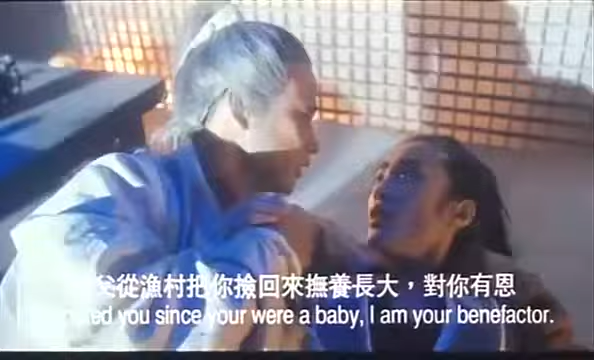 父從漁村把你撿回來撫養長大，對你有恩
you since your were a baby, I am your benefactor.